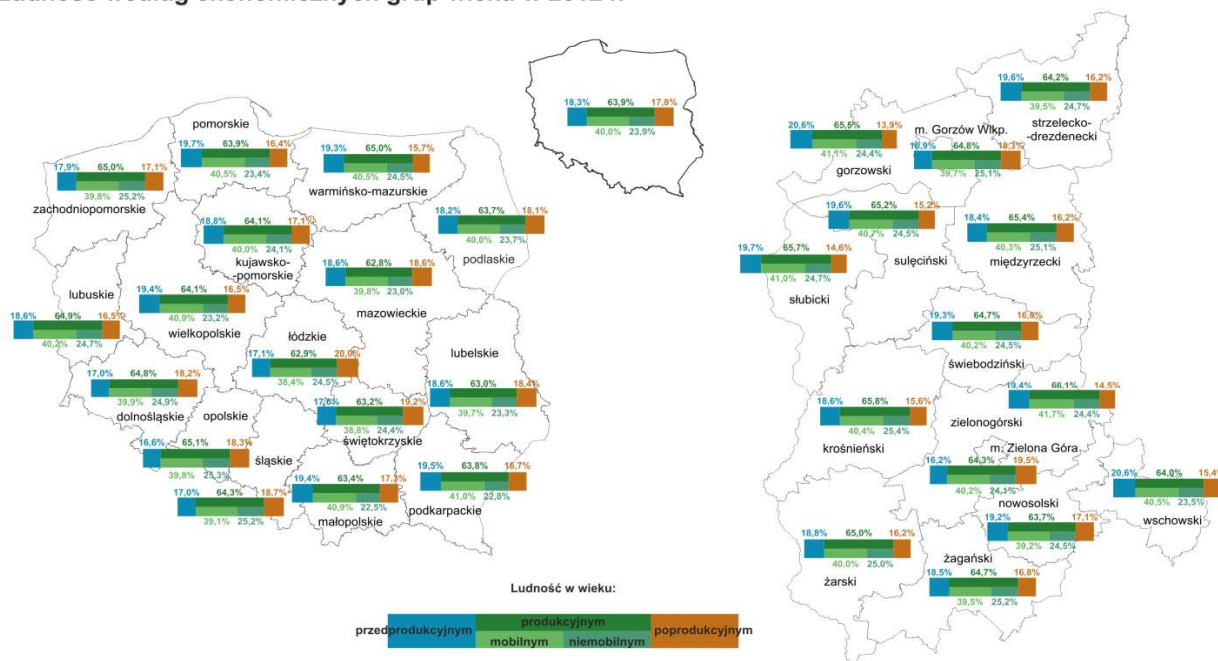 18,3% 63,9% 17,8%
40,0% 23,9%
pomorskie
19,7% 63,9% 16,4%
40,5% 23,4%
19,3% 65,0% 15,7%
40,5% 24,5%
warmińsko-mazurskie
17,9% 65,0% 17,1%
39,8% 25,2%
zachodniopomorskie
18,2% 63,7% 18,1%
40,0% 23,7%
podlaskie
18,8% 64,1% 17,1%
40,0% 24,1%
kujawsko-
-pomorskie
18,6% 62,8% 18,6%
39,8% 23,0%
mazowieckie
lubuskie
18,6% 64,9% 16,5%
40,2% 24,7%
19,4% 64,1% 16,5%
40,9% 23,2%
wielkopolskie
łódzkie
17,1% 62,9% 20,0%
38,4% 24,5%
lubelskie
18,6% 63,0% 18,4%
39,7% 23,3%
17,0% 64,8% 18,2%
39,9% 24,9%
dolnośląskie
opolskie
16,6% 65,1% 18,3%
39,8% 25,3%
17,6% 63,2% 19,2%
38,8% 24,4%
świętokrzyskie
śląskie
17,0% 64,3% 18,7%
39,1% 25,2%
19,4% 63,4% 17,3%
40,9% 22,5%
małopolskie
19,5% 63,8% 16,7%
41,0% 22,8%
podkarpackie
19,6% 64,2% 16,2%
39,5% 24,7%
strzelecko-
-drezdenecki
20,6% 65,5% 13,9%
41,1% 24,4%
gorzowski
m. Gorzów Wlkp.
16,9% 64,8% 18,3%
39,7% 25,1%
19,6% 65,2% 15,2%
40,7% 24,5%
sulęciński
18,4% 65,4% 16,2%
40,3% 25,1%
międzyrzecki
19,7% 65,7% 14,6%
41,0% 24,7%
słubicki
19,3% 64,7% 16,0%
40,2% 24,5%
świebodziński
19,4% 66,1% 14,5%
41,7% 24,4%
zielonogórski
18,6% 65,8% 15,6%
40,4% 25,4%
krośnieński
m. Zielona Góra
16,2% 64,3% 19,5%
40,2% 24,1%
nowosolski
19,2% 63,7% 17,1%
39,2% 24,5%
20,6% 64,0% 15,4%
40,5% 23,5%
wschowski
18,8% 65,0% 16,2%
40,0% 25,0%
żarski
żagański
18,5% 64,7% 16,8%
39,5% 25,2%
Ludność w wieku:
przedprodukcyjnym produkcyjnym poprodukcyjnym
mobilnym niemobilnym